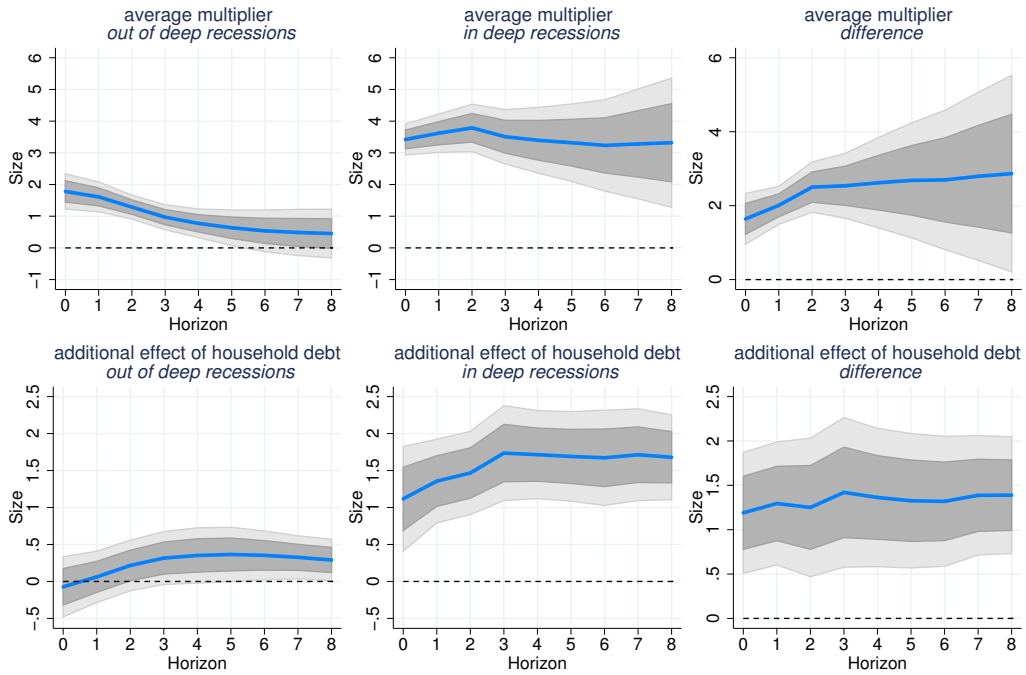 average multiplier
out of deep recessions
Size
6
5
4
3
2
1
0
−1
0 1 2 3 4 5 6 7 8
Horizon
average multiplier
in deep recessions
Size
6
5
4
3
2
1
0
−1
0 1 2 3 4 5 6 7 8
Horizon
average multiplier
difference
Size
6
4
2
0
0 1 2 3 4 5 6 7 8
Horizon
additional effect of household debt
out of deep recessions
Size
2.5
2
1.5
1
.5
0
−.5
0 1 2 3 4 5 6 7 8
Horizon
additional effect of household debt
in deep recessions
Size
2.5
2
1.5
1
.5
0
−.5
0 1 2 3 4 5 6 7 8
Horizon
additional effect of household debt
difference
Size
2.5
2
1.5
1
.5
0
0 1 2 3 4 5 6 7 8
Horizon